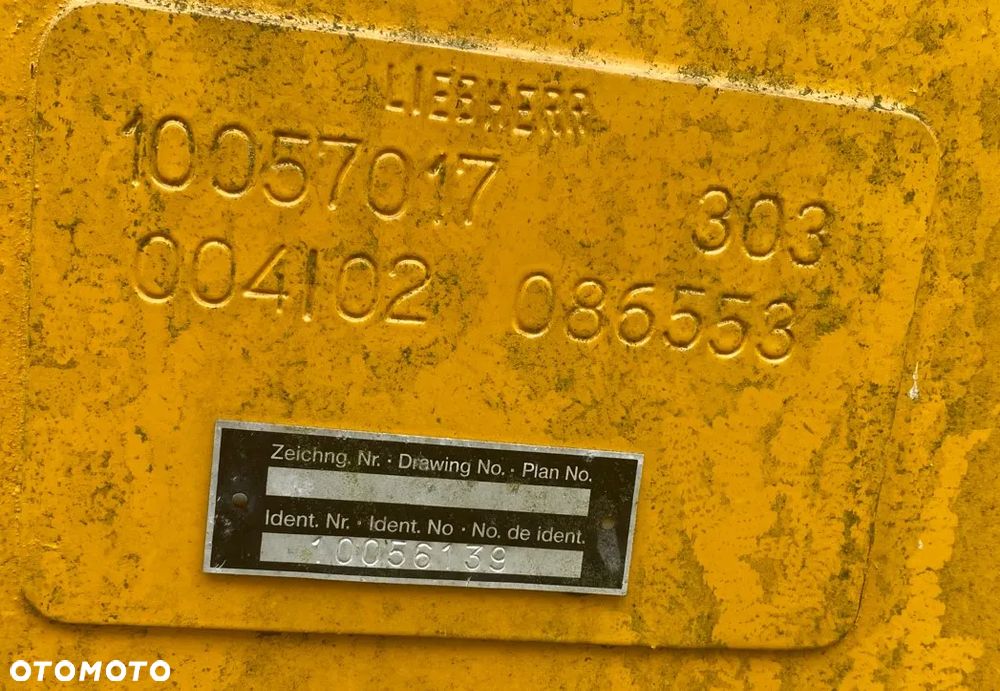 LIEBHERR
10057017 303
004102 086553
Zeichng. Nr. · Drawing No. · Plan No.
Ident. Nr. · Ident. No · No. de ident.
10056139
OTOMOTO